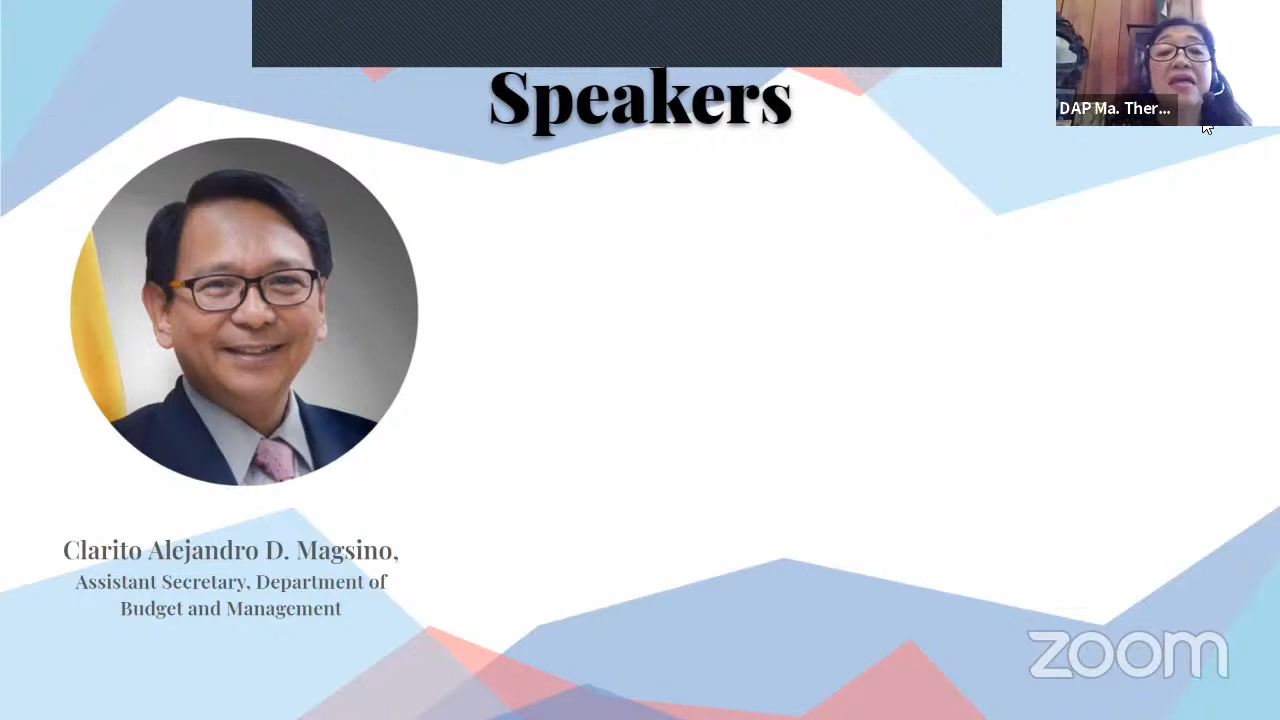 Speakers
DAP Ma. Ther...
Clarito Alejandro D. Magsino,
Assistant Secretary, Department of
Budget and Management
zoom